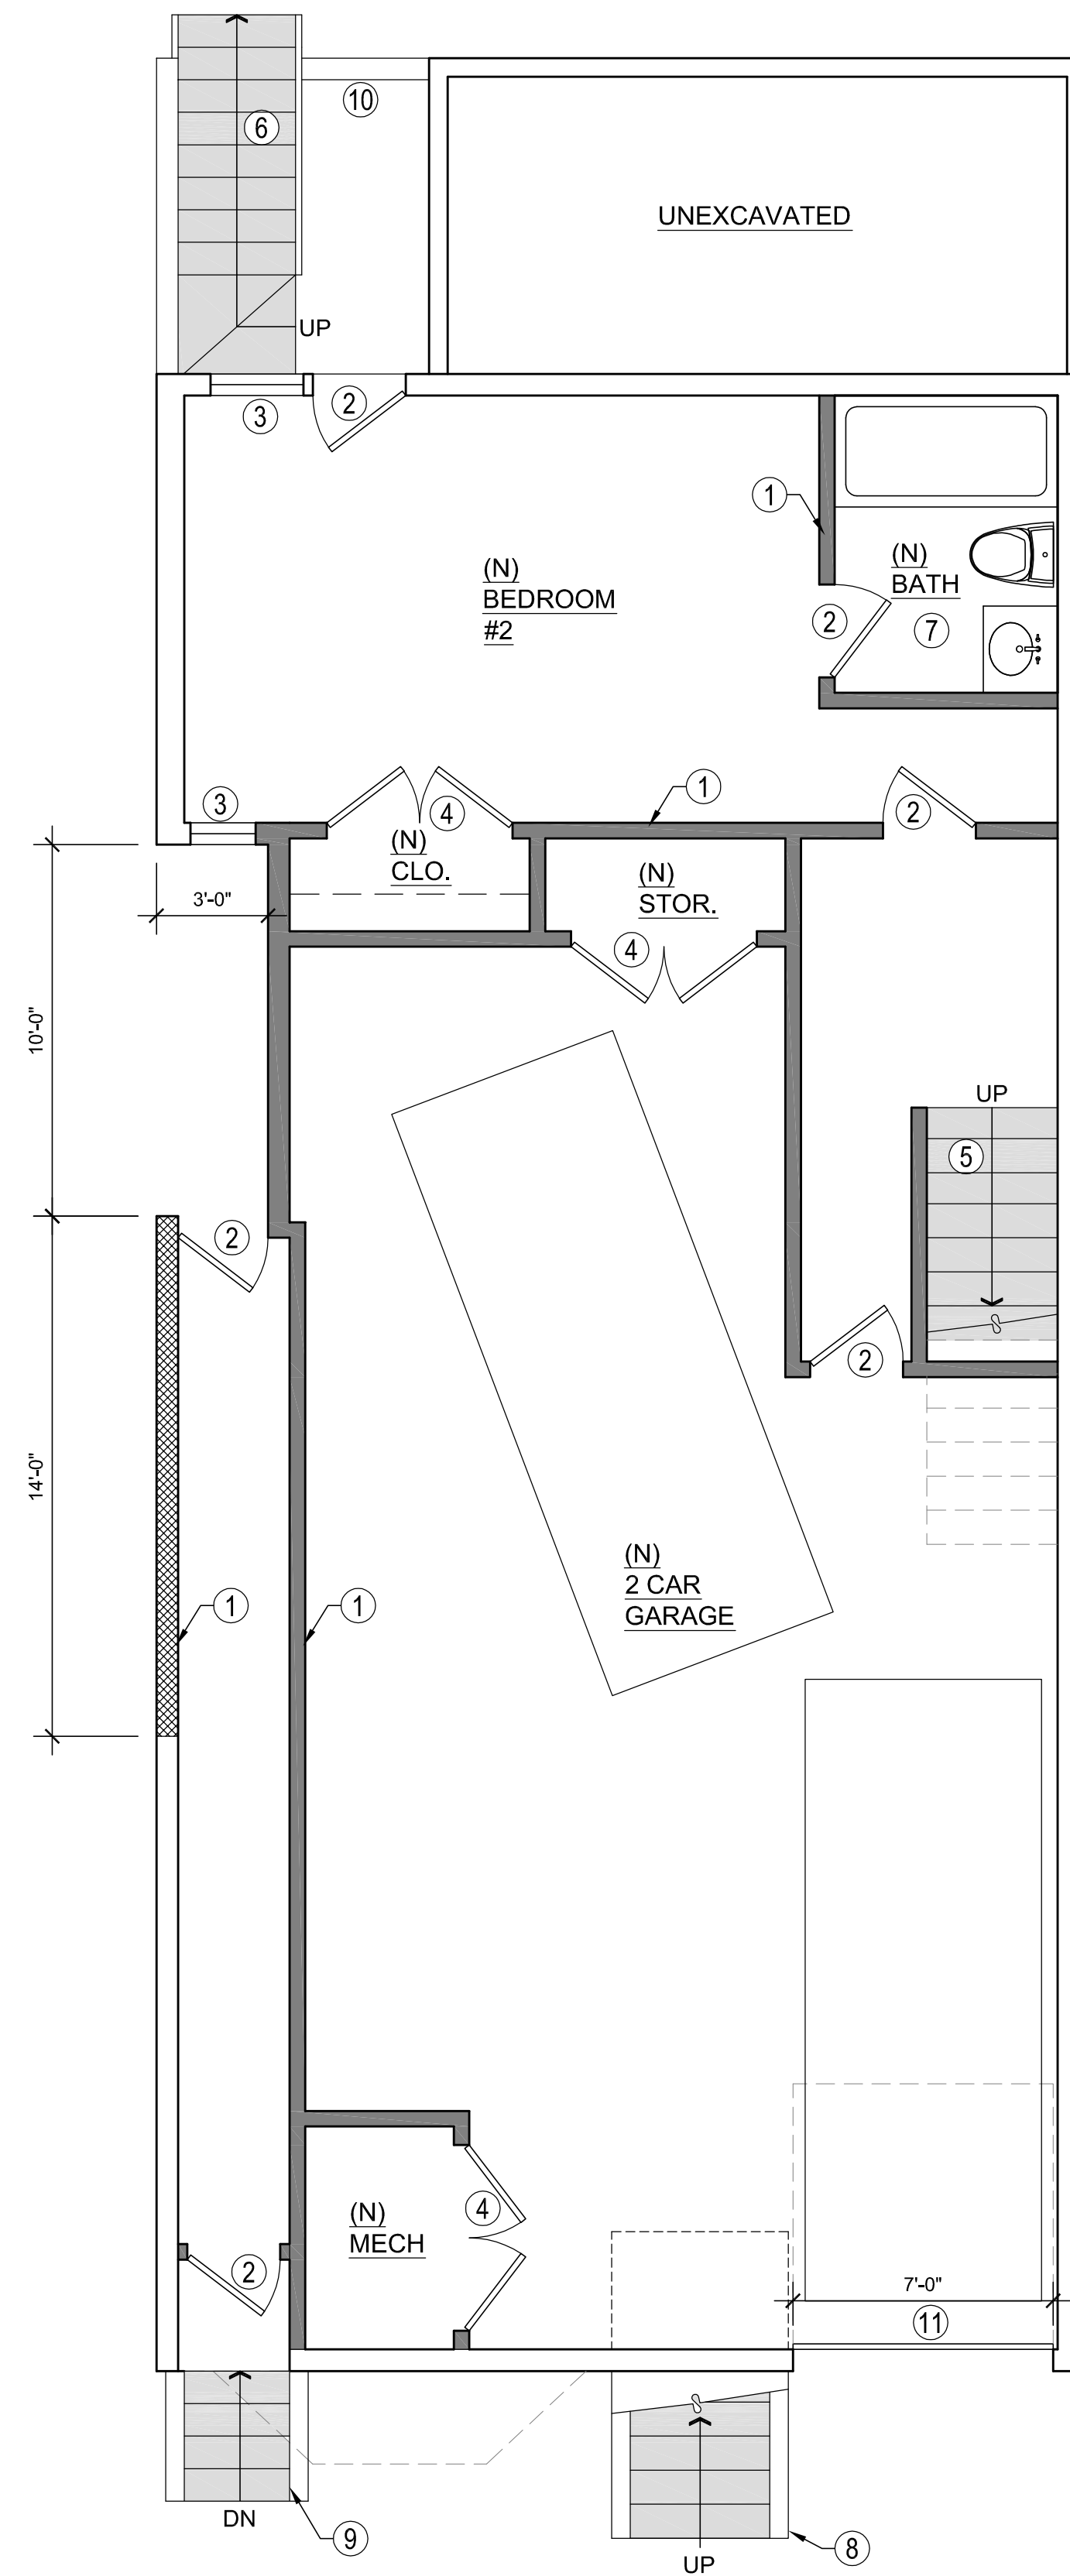 10
6
UNEXCAVATED
UP
3
2
1
(N)
BATH
7
2
(N)
BEDROOM
#2
3
4
1
2
(N)
CLO.
(N)
STOR.
4
3'-0"
10'-0"
UP
5
2
2
14'-0"
(N)
2 CAR
GARAGE
1
1
(N)
MECH
4
2
7'-0"
11
DN
9
8
UP